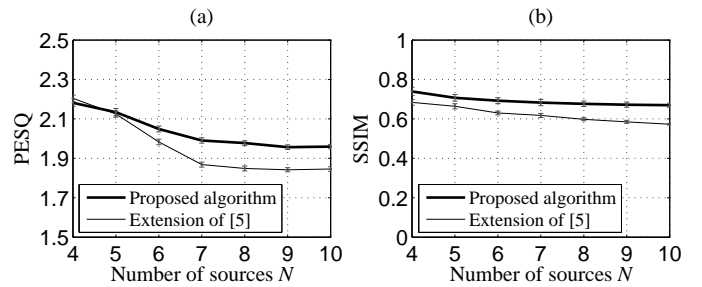 (a)
PESQ
2.5
2.3
2.1
1.9
1.7
1.5
Proposed algorithm
Extension of [5]
4 5 6 7 8 9 10
Number of sources N
(b)
SSIM
1
0.8
0.6
0.4
0.2
0
Proposed algorithm
Extension of [5]
4 5 6 7 8 9 10
Number of sources N